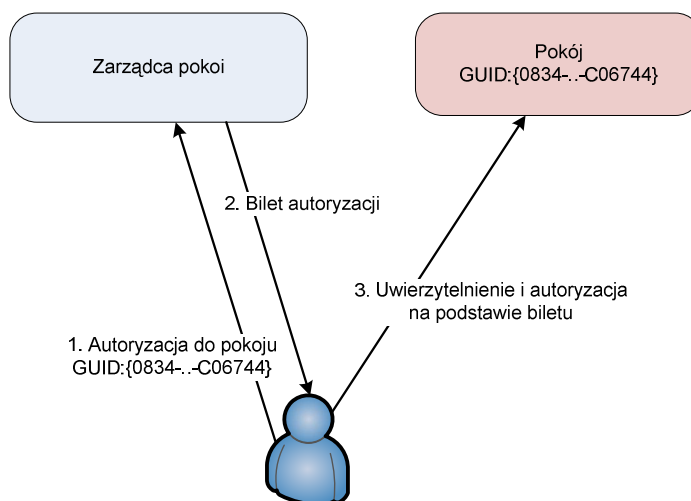 Zarządca pokoi
Pokój
GUID:{0834-..-C06744}
2. Bilet autoryzacji
3. Uwierzytelnienie i autoryzacja
na podstawie biletu
1. Autoryzacja do pokoju
GUID:{0834-..-C06744}